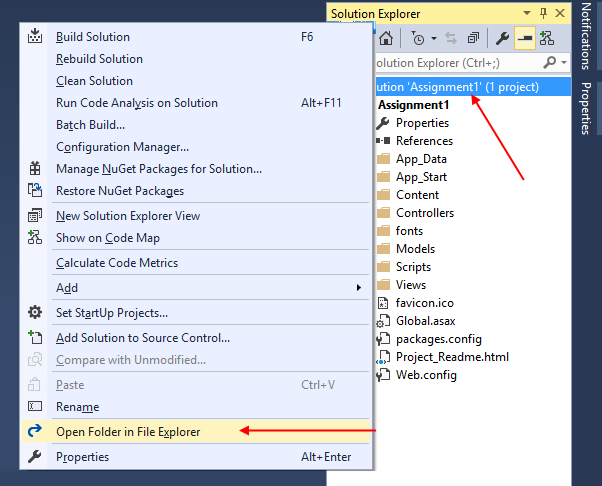 Build Solution F6
Rebuild Solution
Clean Solution
Run Code Analysis on Solution Alt+F11
Batch Build...
Configuration Manager...
Manage NuGet Packages for Solution...
Restore NuGet Packages
New Solution Explorer View
Show on Code Map
Calculate Code Metrics
Add
Set StartUp Projects...
Add Solution to Source Control...
Compare with Unmodified...
Paste Ctrl+V
Rename
Open Folder in File Explorer
Properties Alt+Enter
Solution Explorer
olution Explorer (Ctrl+;)
ution 'Assignment1' (1 project)
Assignment1
Properties
References
App_Data
App_Start
Content
Controllers
fonts
Models
Scripts
Views
favicon.ico
Global.asax
packages.config
Project_Readme.html
Web.config
Notifications
Properties